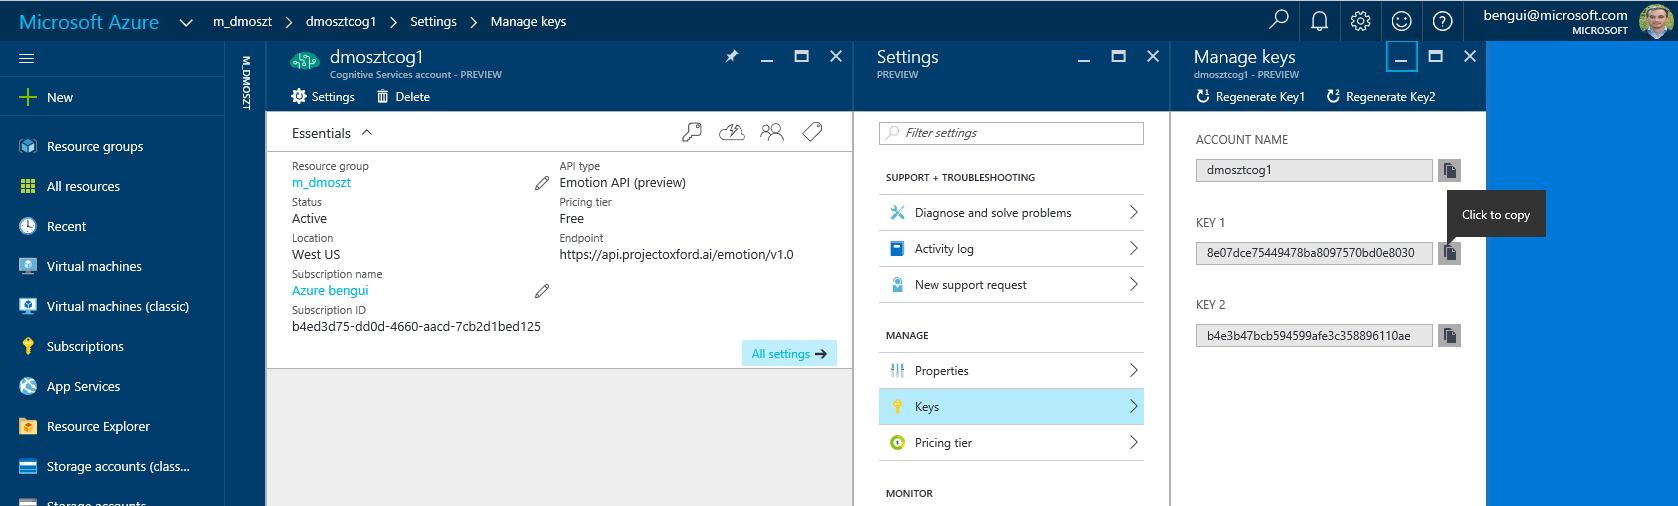 Microsoft Azure
m_dmoszt > dmosztcog1 > Settings > Manage keys
bengui@microsoft.com
MICROSOFT
New
Resource groups
All resources
Recent
Virtual machines
Virtual machines (classic)
Subscriptions
App Services
Resource Explorer
Storage accounts (class...
Storage accounts
M_DMOSZT
dmosztcog1
Cognitive Services account - PREVIEW
Settings
Delete
Essentials
Resource group
m_dmoszt
Status
Active
Location
West US
Subscription name
Azure bengui
Subscription ID
b4ed3d75-dd0d-4660-aacd-7cb2d1bed125
API type
Emotion API (preview)
Pricing tier
Free
Endpoint
https://api.projectoxford.ai/emotion/v1.0
All settings
Settings
PREVIEW
Filter settings
SUPPORT + TROUBLESHOOTING
Diagnose and solve problems
Activity log
New support request
MANAGE
Properties
Keys
Pricing tier
MONITOR
Manage keys
dmosztcog1 - PREVIEW
Regenerate Key1
Regenerate Key2
ACCOUNT NAME
dmosztcog1
Click to copy
KEY 1
8e07dce75449478ba8097570bd0e8030
KEY 2
b4e3b47bcb594599afe3c358896110ae